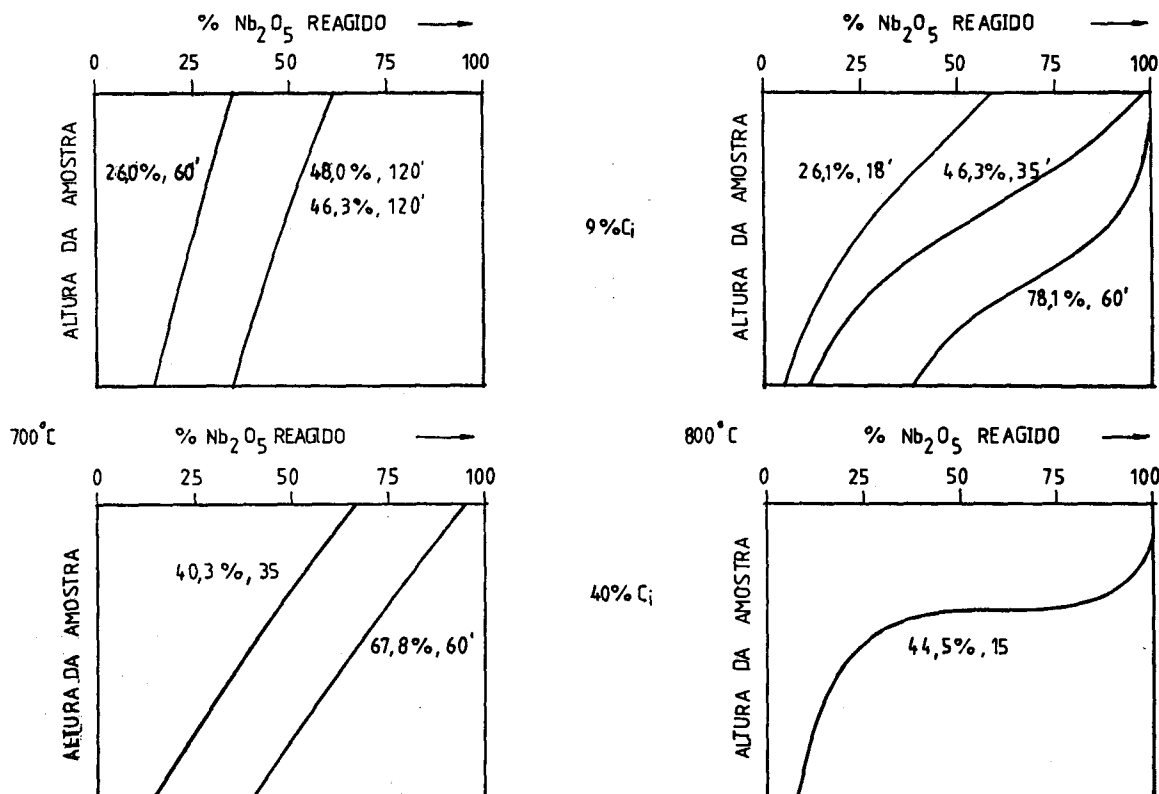 % Nb2O5 REAGIDO
0 25 50 75 100
ALTURA DA AMOSTRA
26,0%, 60'
48,0%, 120'
46,3%, 120'
9%Ci
% Nb2O5 REAGIDO
0 25 50 75 100
ALTURA DA AMOSTRA
26,1%, 18'
46,3%, 35'
78,1%, 60'
700°C
% Nb2O5 REAGIDO
0 25 50 75 100
ALTURA DA AMOSTRA
40,3%, 35
67,8%, 60'
40% Ci
800°C
% Nb2O5 REAGIDO
0 25 50 75 100
ALTURA DA AMOSTRA
44,5%, 15